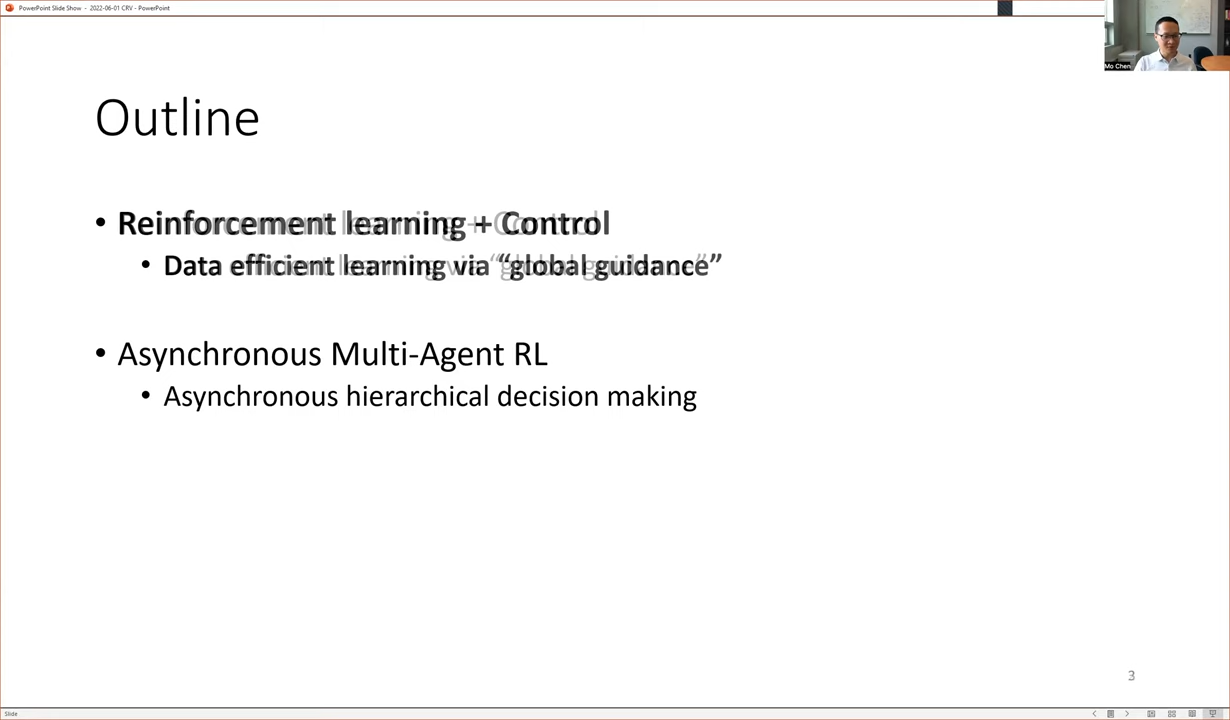 PowerPoint Slide Show - 2022-06-01 CRV - PowerPoint
Mo Chen
Outline
• Reinforcement learning + Control
• Data efficient learning via “global guidance”
• Asynchronous Multi-Agent RL
• Asynchronous hierarchical decision making
3
Slide